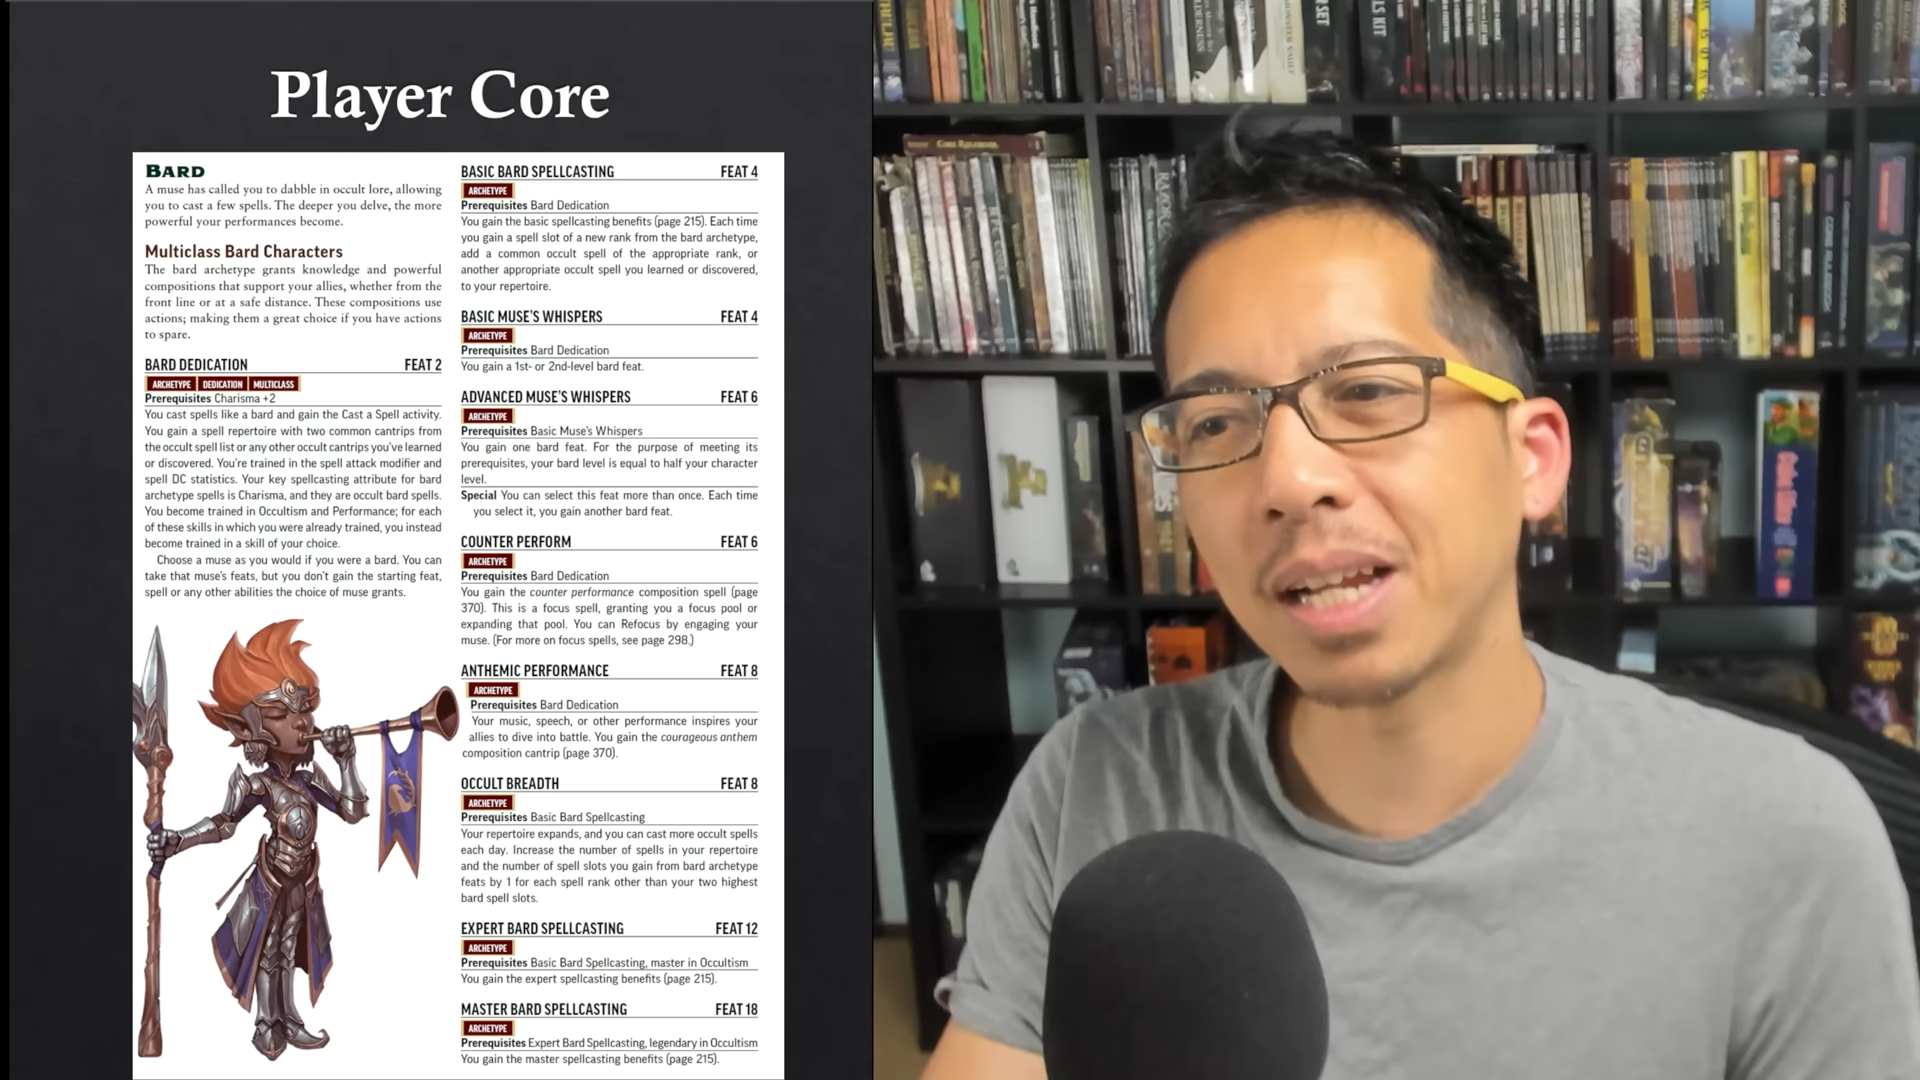 Player Core
BARD
A muse has called you to dabble in occult lore, allowing
you to cast a few spells. The deeper you delve, the more
powerful your performances become.
Multiclass Bard Characters
The bard archetype grants knowledge and powerful
compositions that support your allies, whether from the
front line or at a safe distance. These compositions use
actions; making them a great choice if you have actions
to spare.
BARD DEDICATION FEAT 2
ARCHETYPE DEDICATION MULTICLASS
Prerequisites Charisma +2
You cast spells like a bard and gain the Cast a Spell activity.
You gain a spell repertoire with two common cantrips from
the occult spell list or any other occult cantrips you've learned
or discovered. You're trained in the spell attack modifier and
spell DC statistics. Your key spellcasting attribute for bard
archetype spells is Charisma, and they are occult bard spells.
You become trained in Occultism and Performance; for each
of these skills in which you were already trained, you instead
become trained in a skill of your choice.
Choose a muse as you would if you were a bard. You can
take that muse's feats, but you don't gain the starting feat,
spell or any other abilities the choice of muse grants.
BASIC BARD SPELLCASTING FEAT 4
ARCHETYPE
Prerequisites Bard Dedication
You gain the basic spellcasting benefits (page 215). Each time
you gain a spell slot of a new rank from the bard archetype,
add a common occult spell of the appropriate rank, or
another appropriate occult spell you learned or discovered,
to your repertoire.
BASIC MUSE'S WHISPERS FEAT 4
ARCHETYPE
Prerequisites Bard Dedication
You gain a 1st- or 2nd-level bard feat.
ADVANCED MUSE'S WHISPERS FEAT 6
ARCHETYPE
Prerequisites Basic Muse's Whispers
You gain one bard feat. For the purpose of meeting its
prerequisites, your bard level is equal to half your character
level.
Special You can select this feat more than once. Each time
you select it, you gain another bard feat.
COUNTER PERFORM FEAT 6
ARCHETYPE
Prerequisites Bard Dedication
You gain the counter performance composition spell (page
370). This is a focus spell, granting you a focus pool or
expanding that pool. You can Refocus by engaging your
muse. (For more on focus spells, see page 298.)
ANTHEMIC PERFORMANCE FEAT 8
ARCHETYPE
Prerequisites Bard Dedication
Your music, speech, or other performance inspires your
allies to dive into battle. You gain the courageous anthem
composition cantrip (page 370).
OCCULT BREADTH FEAT 8
ARCHETYPE
Prerequisites Basic Bard Spellcasting
Your repertoire expands, and you can cast more occult spells
each day. Increase the number of spells in your repertoire
and the number of spell slots you gain from bard archetype
feats by 1 for each spell rank other than your two highest
bard spell slots.
EXPERT BARD SPELLCASTING FEAT 12
ARCHETYPE
Prerequisites Basic Bard Spellcasting, master in Occultism
You gain the expert spellcasting benefits (page 215).
MASTER BARD SPELLCASTING FEAT 18
ARCHETYPE
Prerequisites Expert Bard Spellcasting, legendary in Occultism
You gain the master spellcasting benefits (page 215).